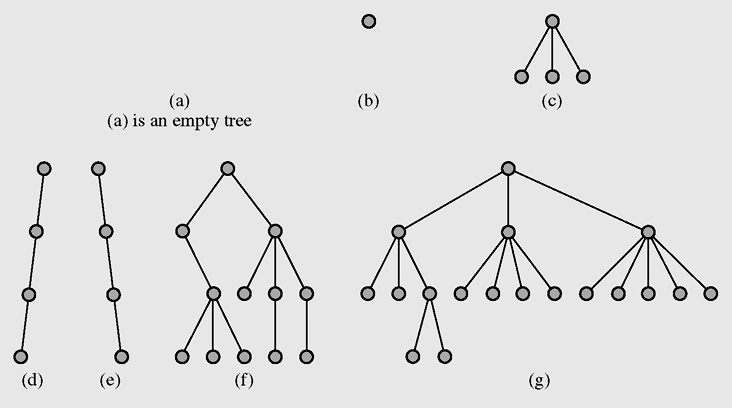 (a)
(a) is an empty tree
(b)
(c)
(d)
(e)
(f)
(g)